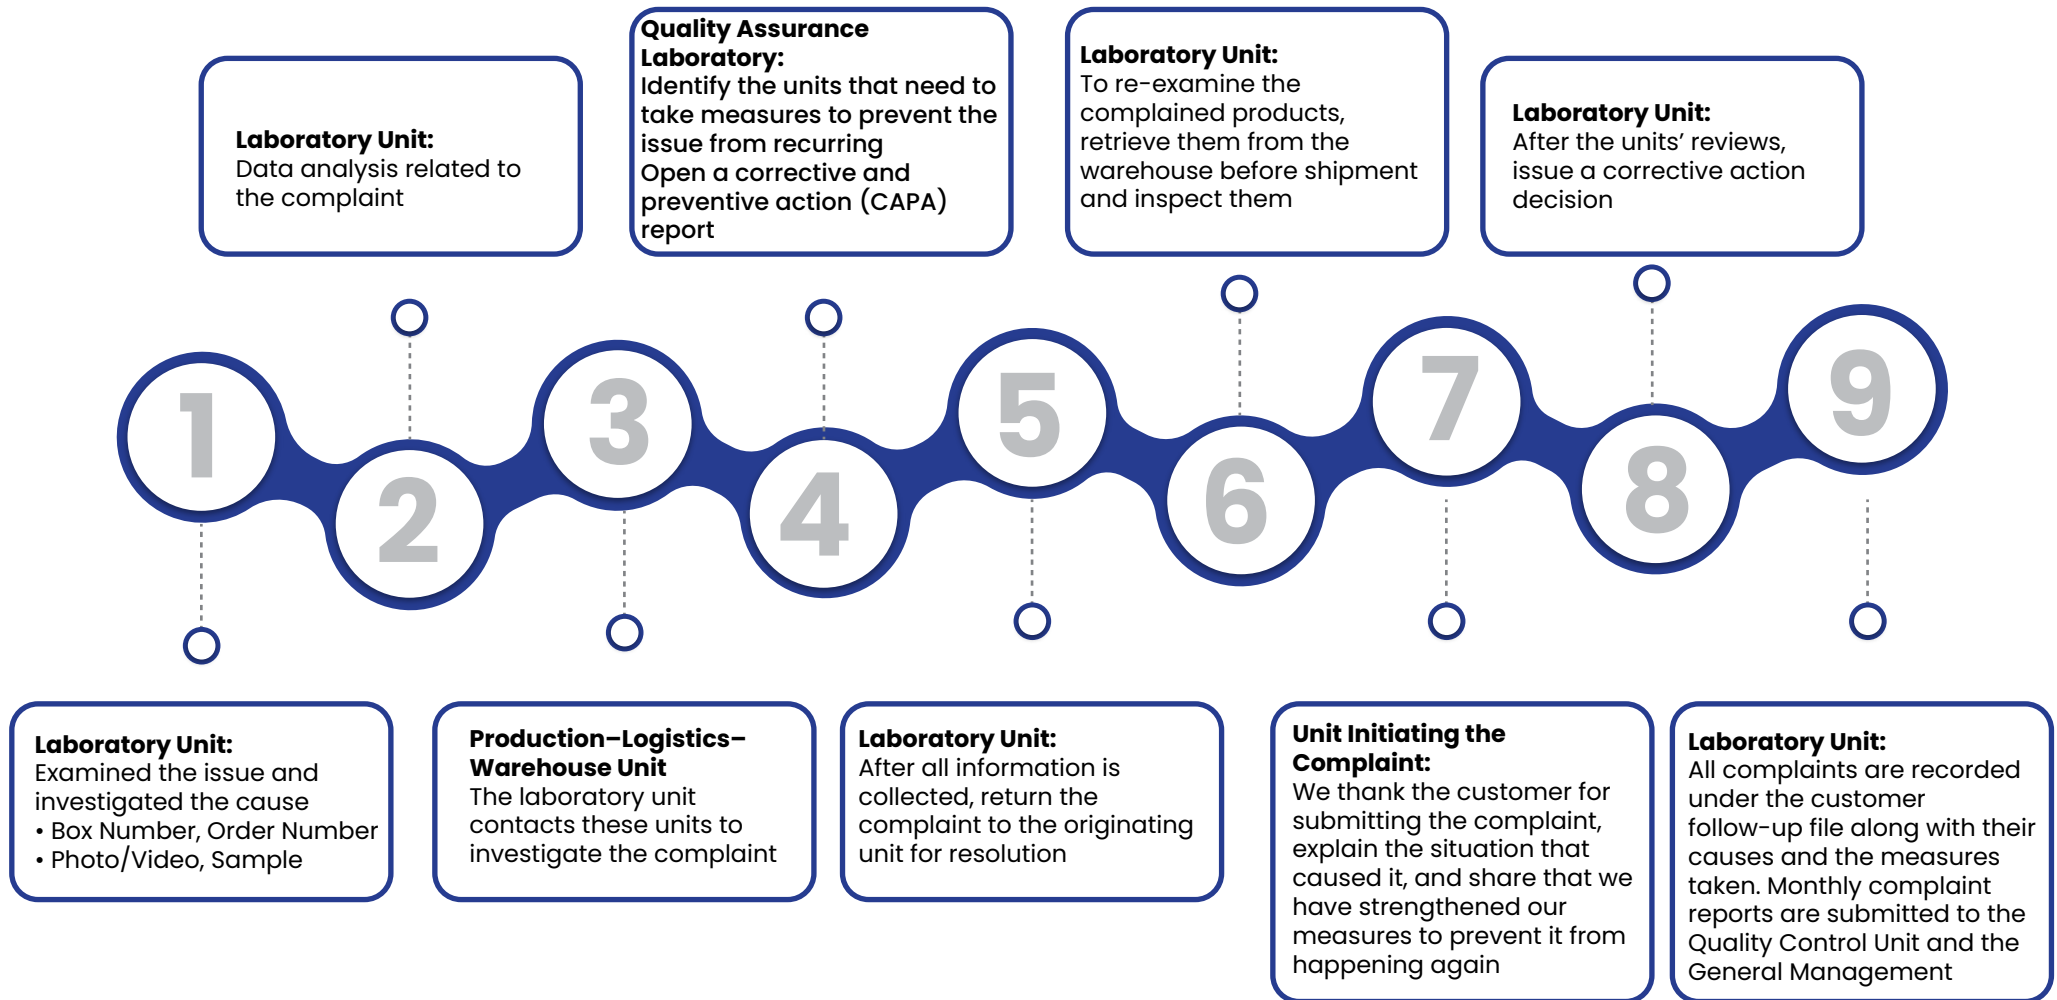 Laboratory Unit:
Data analysis related to
the complaint
Quality Assurance
Laboratory:
Identify the units that need to
take measures to prevent the
issue from recurring
Open a corrective and
preventive action (CAPA)
report
Laboratory Unit:
To re-examine the
complained products,
retrieve them from the
warehouse before shipment
and inspect them
Laboratory Unit:
After the units’ reviews,
issue a corrective action
decision
1
2
3
4
5
6
7
8
9
Laboratory Unit:
Examined the issue and
investigated the cause
• Box Number, Order Number
• Photo/Video, Sample
Production–Logistics–
Warehouse Unit
The laboratory unit
contacts these units to
investigate the complaint
Laboratory Unit:
After all information is
collected, return the
complaint to the originating
unit for resolution
Unit Initiating the
Complaint:
We thank the customer for
submitting the complaint,
explain the situation that
caused it, and share that we
have strengthened our
measures to prevent it from
happening again
Laboratory Unit:
All complaints are recorded
under the customer
follow-up file along with their
causes and the measures
taken. Monthly complaint
reports are submitted to the
Quality Control Unit and the
General Management